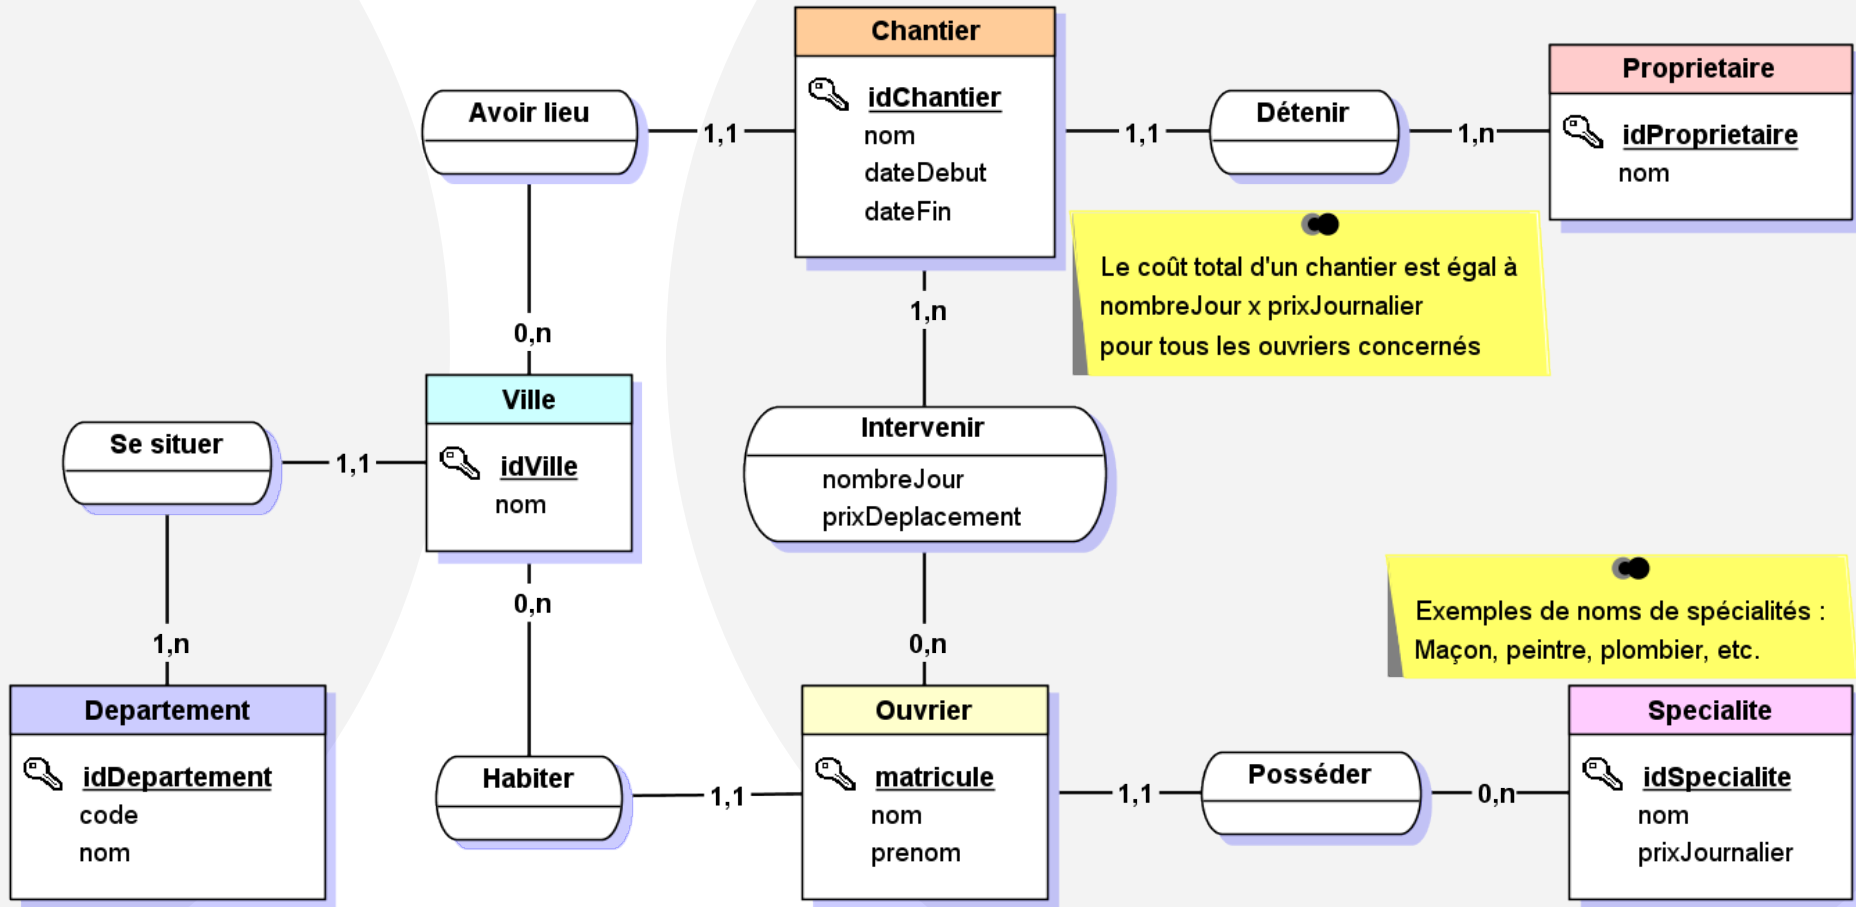 Chantier
idChantier
nom
dateDebut
dateFin
Proprietaire
idProprietaire
nom
Avoir lieu
1,1
1,1
Détenir
1,n
0,n
1,n
Le coût total d'un chantier est égal à
nombreJour x prixJournalier
pour tous les ouvriers concernés
Ville
idVille
nom
Se situer
1,1
Intervenir
nombreJour
prixDeplacement
0,n
1,n
0,n
Exemples de noms de spécialités :
Maçon, peintre, plombier, etc.
Departement
idDepartement
code
nom
Habiter
1,1
Ouvrier
matricule
nom
prenom
1,1
Posséder
0,n
Specialite
idSpecialite
nom
prixJournalier